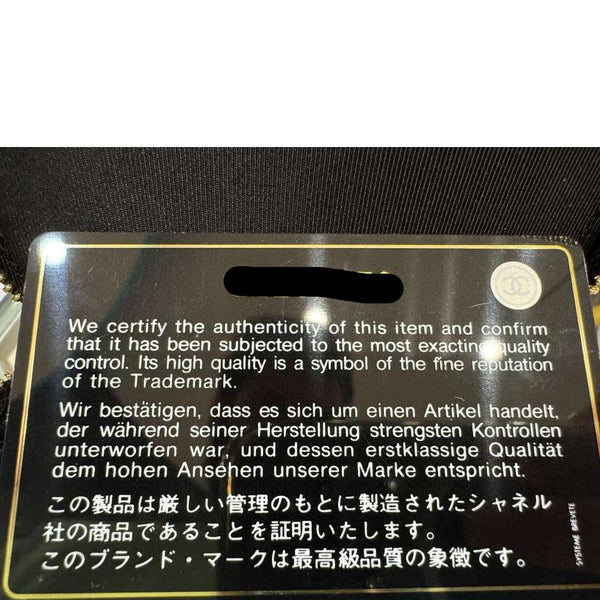 We certify the authenticity of this item and confirm
that it has been subjected to the most exacting quality
control. Its high quality is a symbol of the fine reputation
of the Trademark.
Wir bestätigen, dass es sich um einen Artikel handelt,
der während seiner Herstellung strengsten Kontrollen
unterworfen war, und dessen erstklassige Qualität
dem hohen Ansehen unserer Marke entspricht.
この製品は厳しい管理のもとに製造されたシャネル
社の商品であることを証明いたします。
このブランド・マークは最高級品質の象徴です。
SYSTEME BREVETE